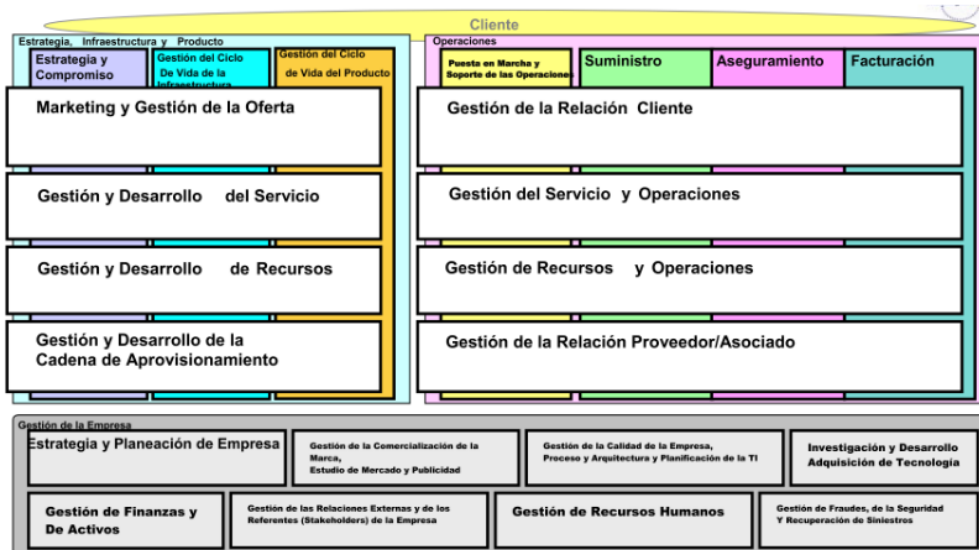 Cliente
Estrategia, Infraestructura y Producto
Operaciones
Estrategia y
Compromiso
Gestión del Ciclo
De Vida de la
Infraestructura
Gestión del Ciclo
de Vida del Producto
Puesta en Marcha y
Soporte de las Operaciones
Suministro
Aseguramiento
Facturación
Marketing y Gestión de la Oferta
Gestión de la Relación Cliente
Gestión y Desarrollo del Servicio
Gestión del Servicio y Operaciones
Gestión y Desarrollo de Recursos
Gestión de Recursos y Operaciones
Gestión y Desarrollo de la
Cadena de Aprovisionamiento
Gestión de la Relación Proveedor/Asociado
Gestión de la Empresa
Estrategia y Planeación de Empresa
Gestión de la Comercialización de la
Marca,
Estudio de Mercado y Publicidad
Gestión de la Calidad de la Empresa,
Proceso y Arquitectura y Planificación de la TI
Investigación y Desarrollo
Adquisición de Tecnología
Gestión de Finanzas y
De Activos
Gestión de las Relaciones Externas y de los
Referentes (Stakeholders) de la Empresa
Gestión de Recursos Humanos
Gestión de Fraudes, de la Seguridad
Y Recuperación de Siniestros